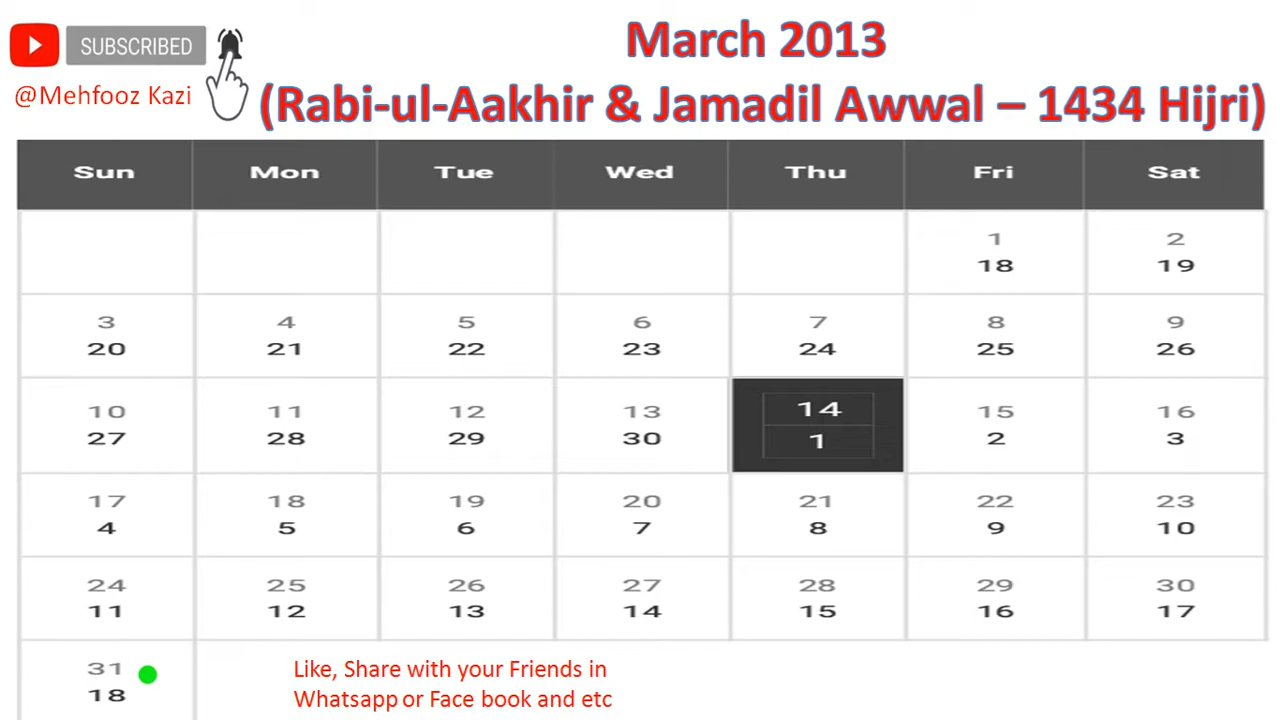 SUBSCRIBED
@Mehfooz Kazi
March 2013
(Rabi-ul-Aakhir & Jamadil Awwal – 1434 Hijri)
Sun Mon Tue Wed Thu Fri Sat
1 2
18 19
3 4 5 6 7 8 9
20 21 22 23 24 25 26
10 11 12 13 14 15 16
27 28 29 30 1 2 3
17 18 19 20 21 22 23
4 5 6 7 8 9 10
24 25 26 27 28 29 30
11 12 13 14 15 16 17
31
18
Like, Share with your Friends in
Whatsapp or Face book and etc